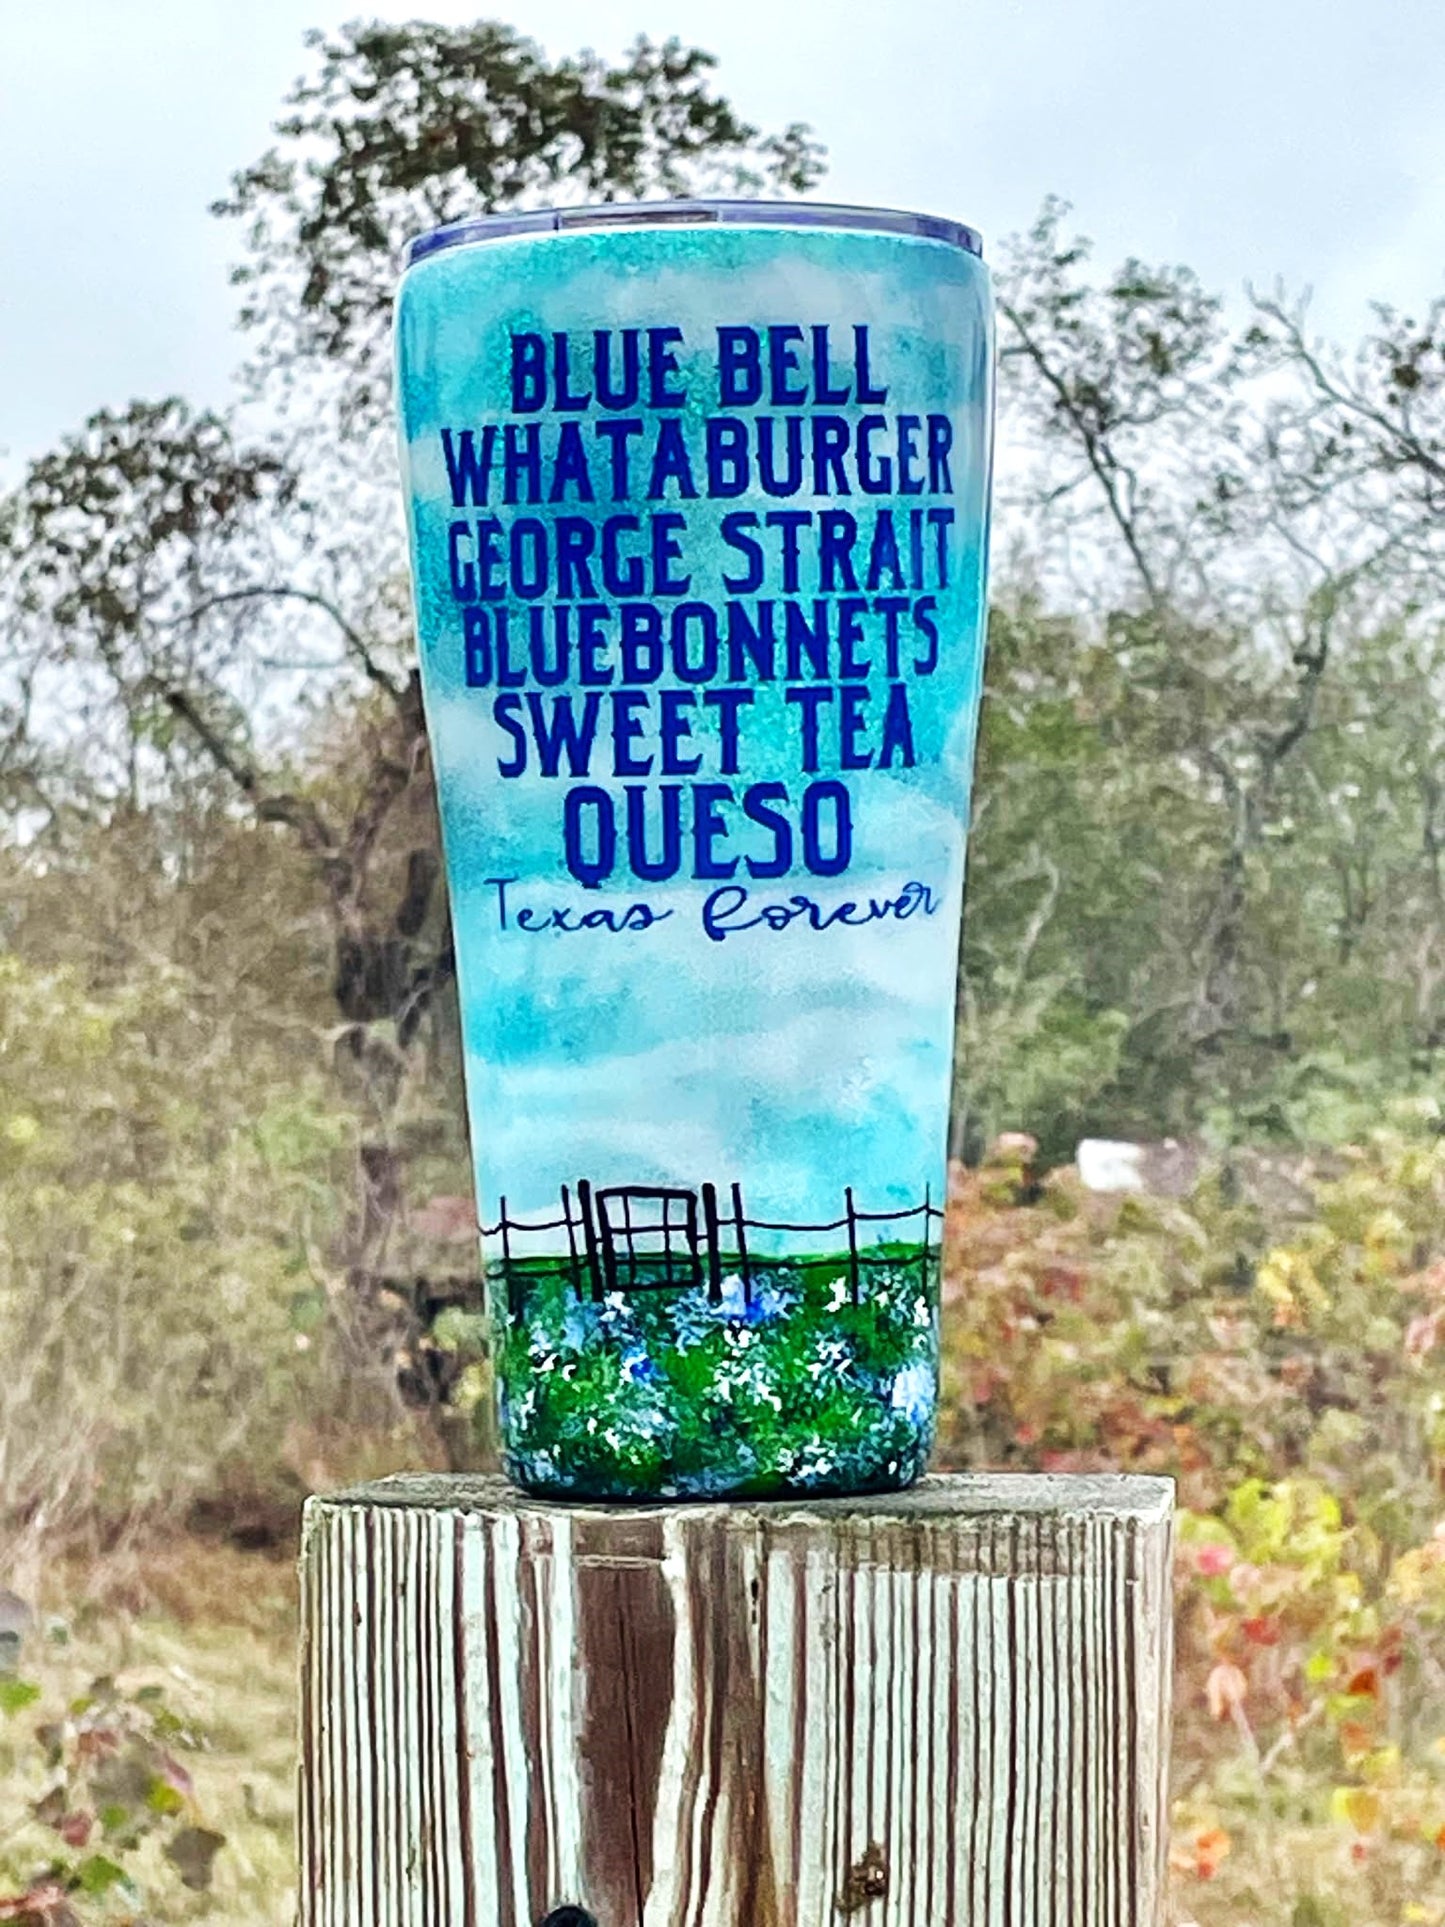 BLUE BELL
WHATABURGER
GEORGE STRAIT
BLUEBONNETS
SWEET TEA
QUESO
Texas Forever